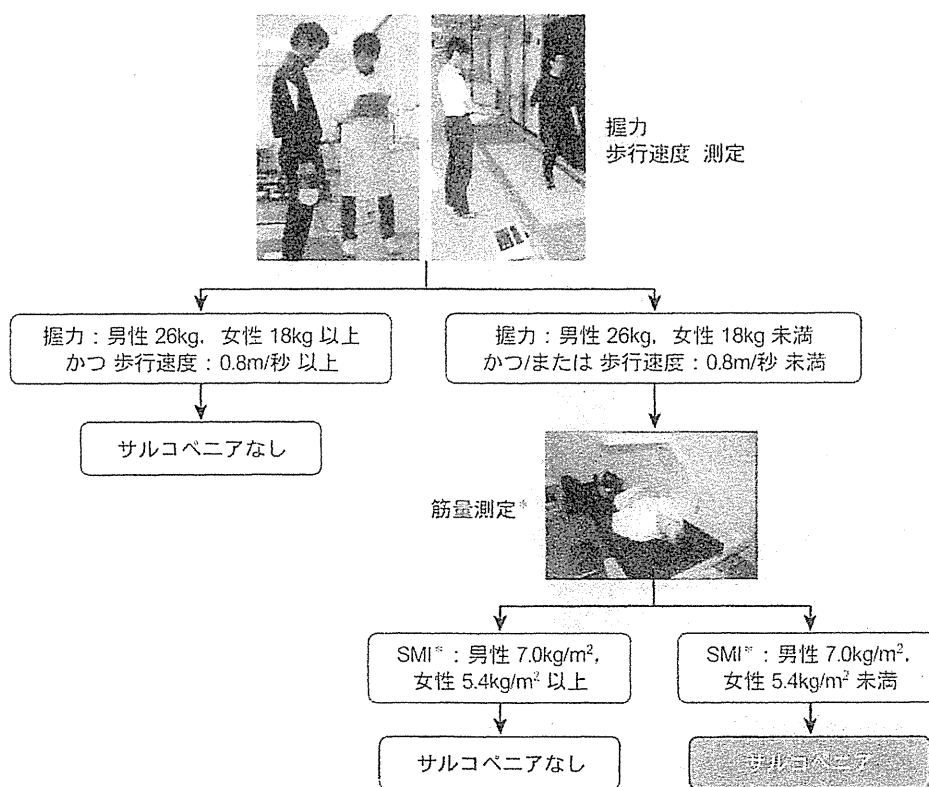 握力
歩行速度 測定
握力：男性 26kg，女性 18kg 以上
かつ 歩行速度：0.8m/秒 以上
握力：男性 26kg，女性 18kg 未満
かつ/または 歩行速度：0.8m/秒 未満
サルコペニアなし
筋量測定*
SMI*：男性 7.0kg/m²，
女性 5.4kg/m² 以上
SMI*：男性 7.0kg/m²，
女性 5.4kg/m² 未満
サルコペニアなし
サルコペニア